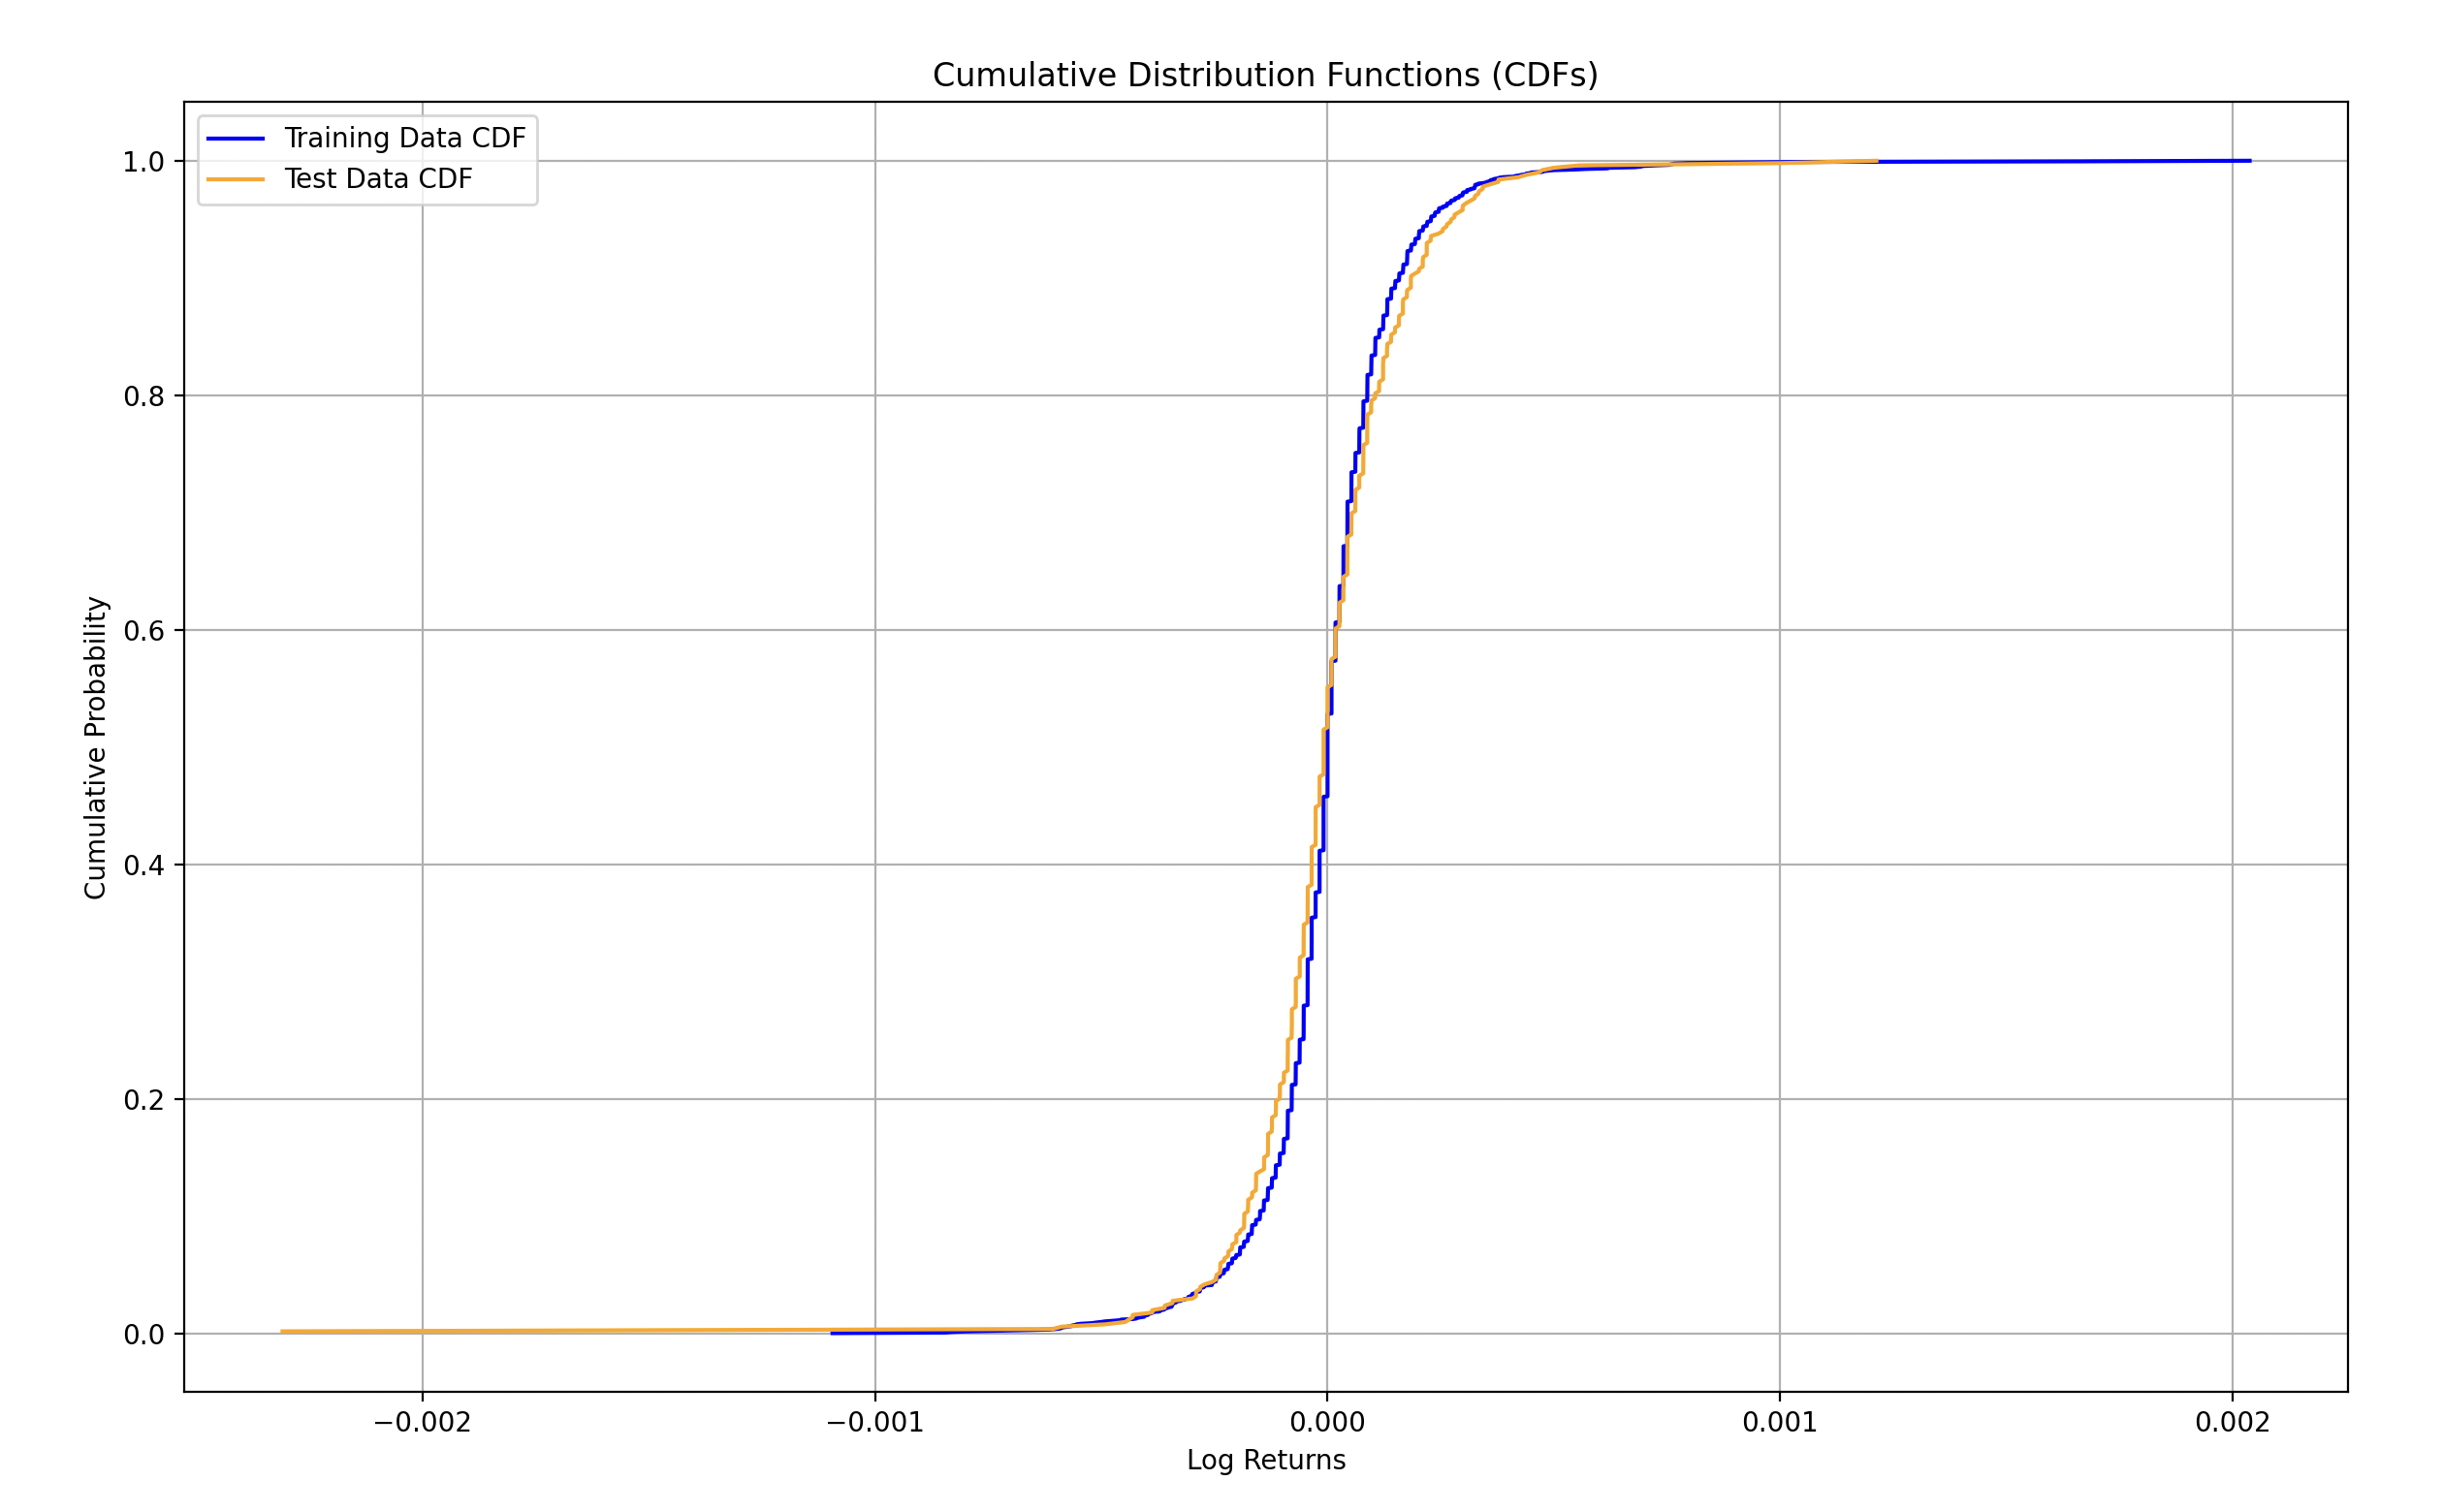 Cumulative Distribution Functions (CDFs)
Training Data CDF
Test Data CDF
1.0
0.8
0.6
0.4
0.2
0.0
Cumulative Probability
−0.002
−0.001
0.000
0.001
0.002
Log Returns